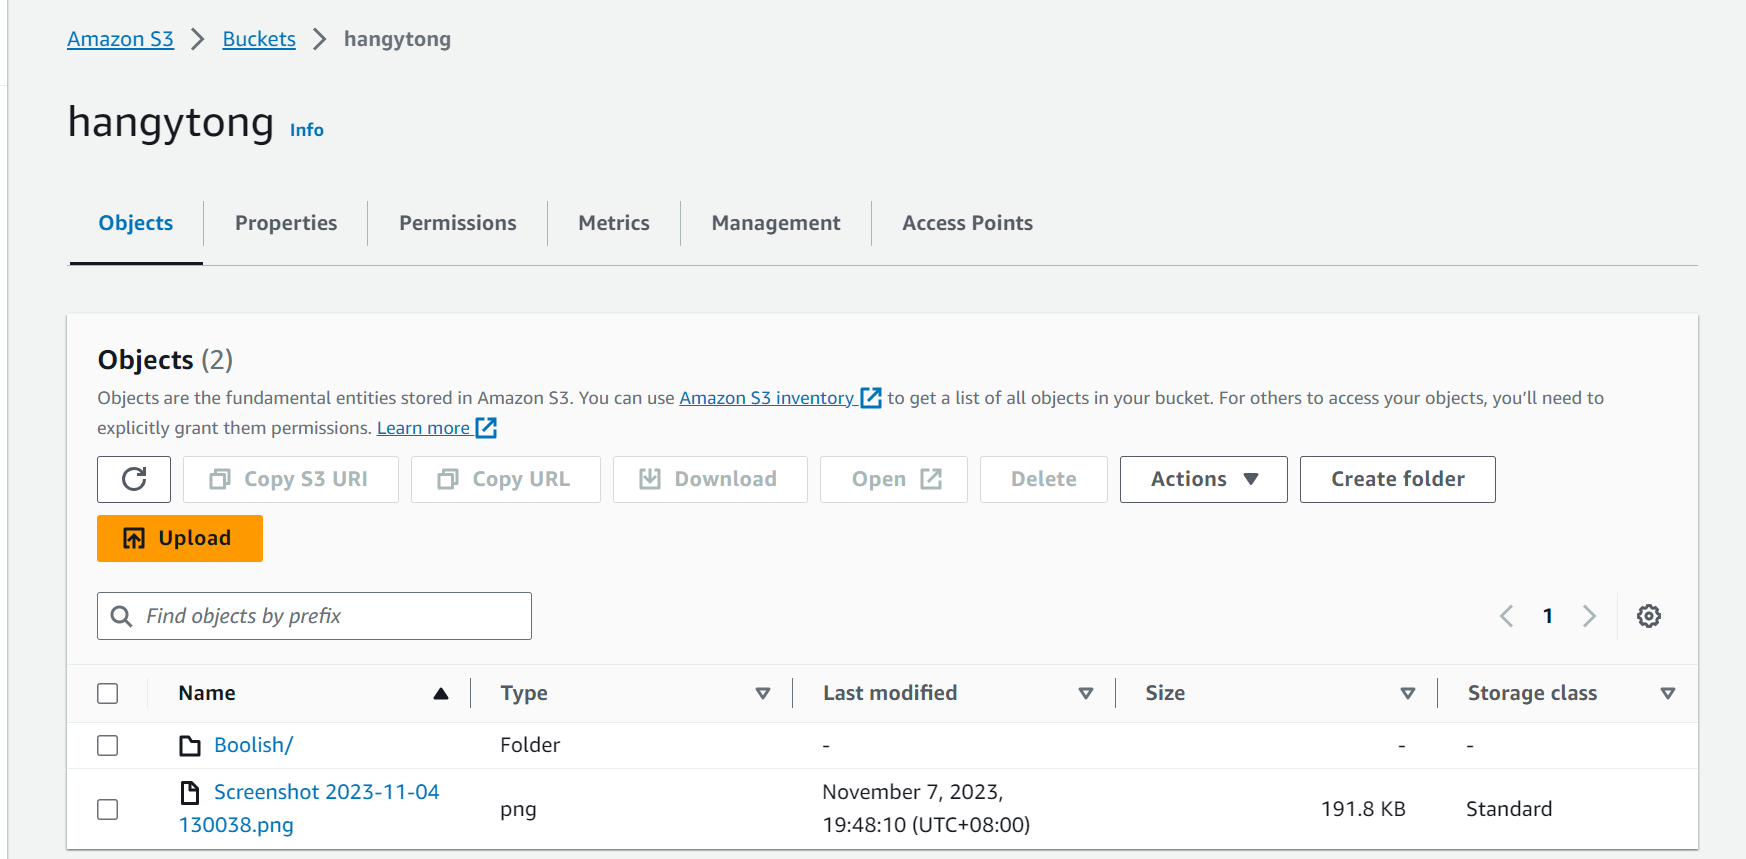 Amazon S3 > Buckets > hangytong
hangytong Info
Objects Properties Permissions Metrics Management Access Points
Objects (2)
Objects are the fundamental entities stored in Amazon S3. You can use Amazon S3 inventory to get a list of all objects in your bucket. For others to access your objects, you’ll need to
explicitly grant them permissions. Learn more
Copy S3 URI Copy URL Download Open Delete Actions Create folder
Upload
Find objects by prefix 1
Name Type Last modified Size Storage class
Boolish/ Folder - - -
Screenshot 2023-11-04 November 7, 2023,
png 191.8 KB Standard
130038.png 19:48:10 (UTC+08:00)